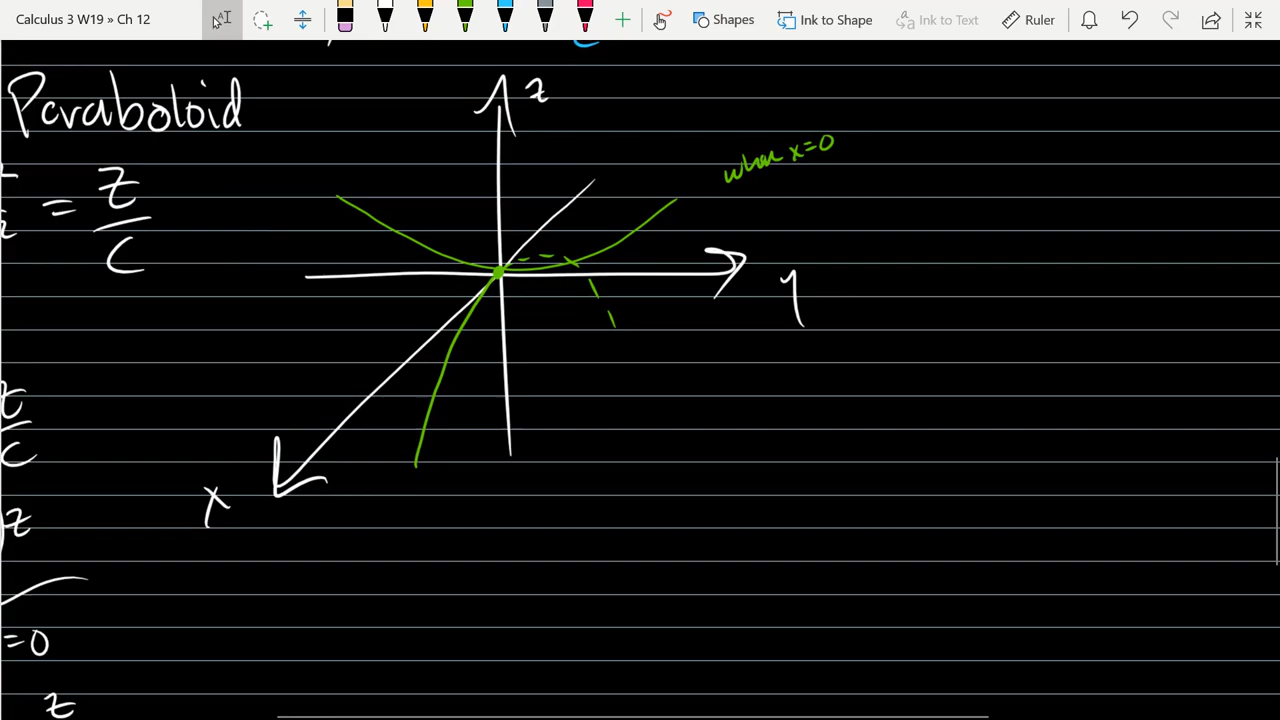 Calculus 3 W19 » Ch 12
Shapes
Ink to Shape
Ink to Text
Ruler
Paraboloid
z
when x=0
= z
c
y
z
c
x
z
=0
z